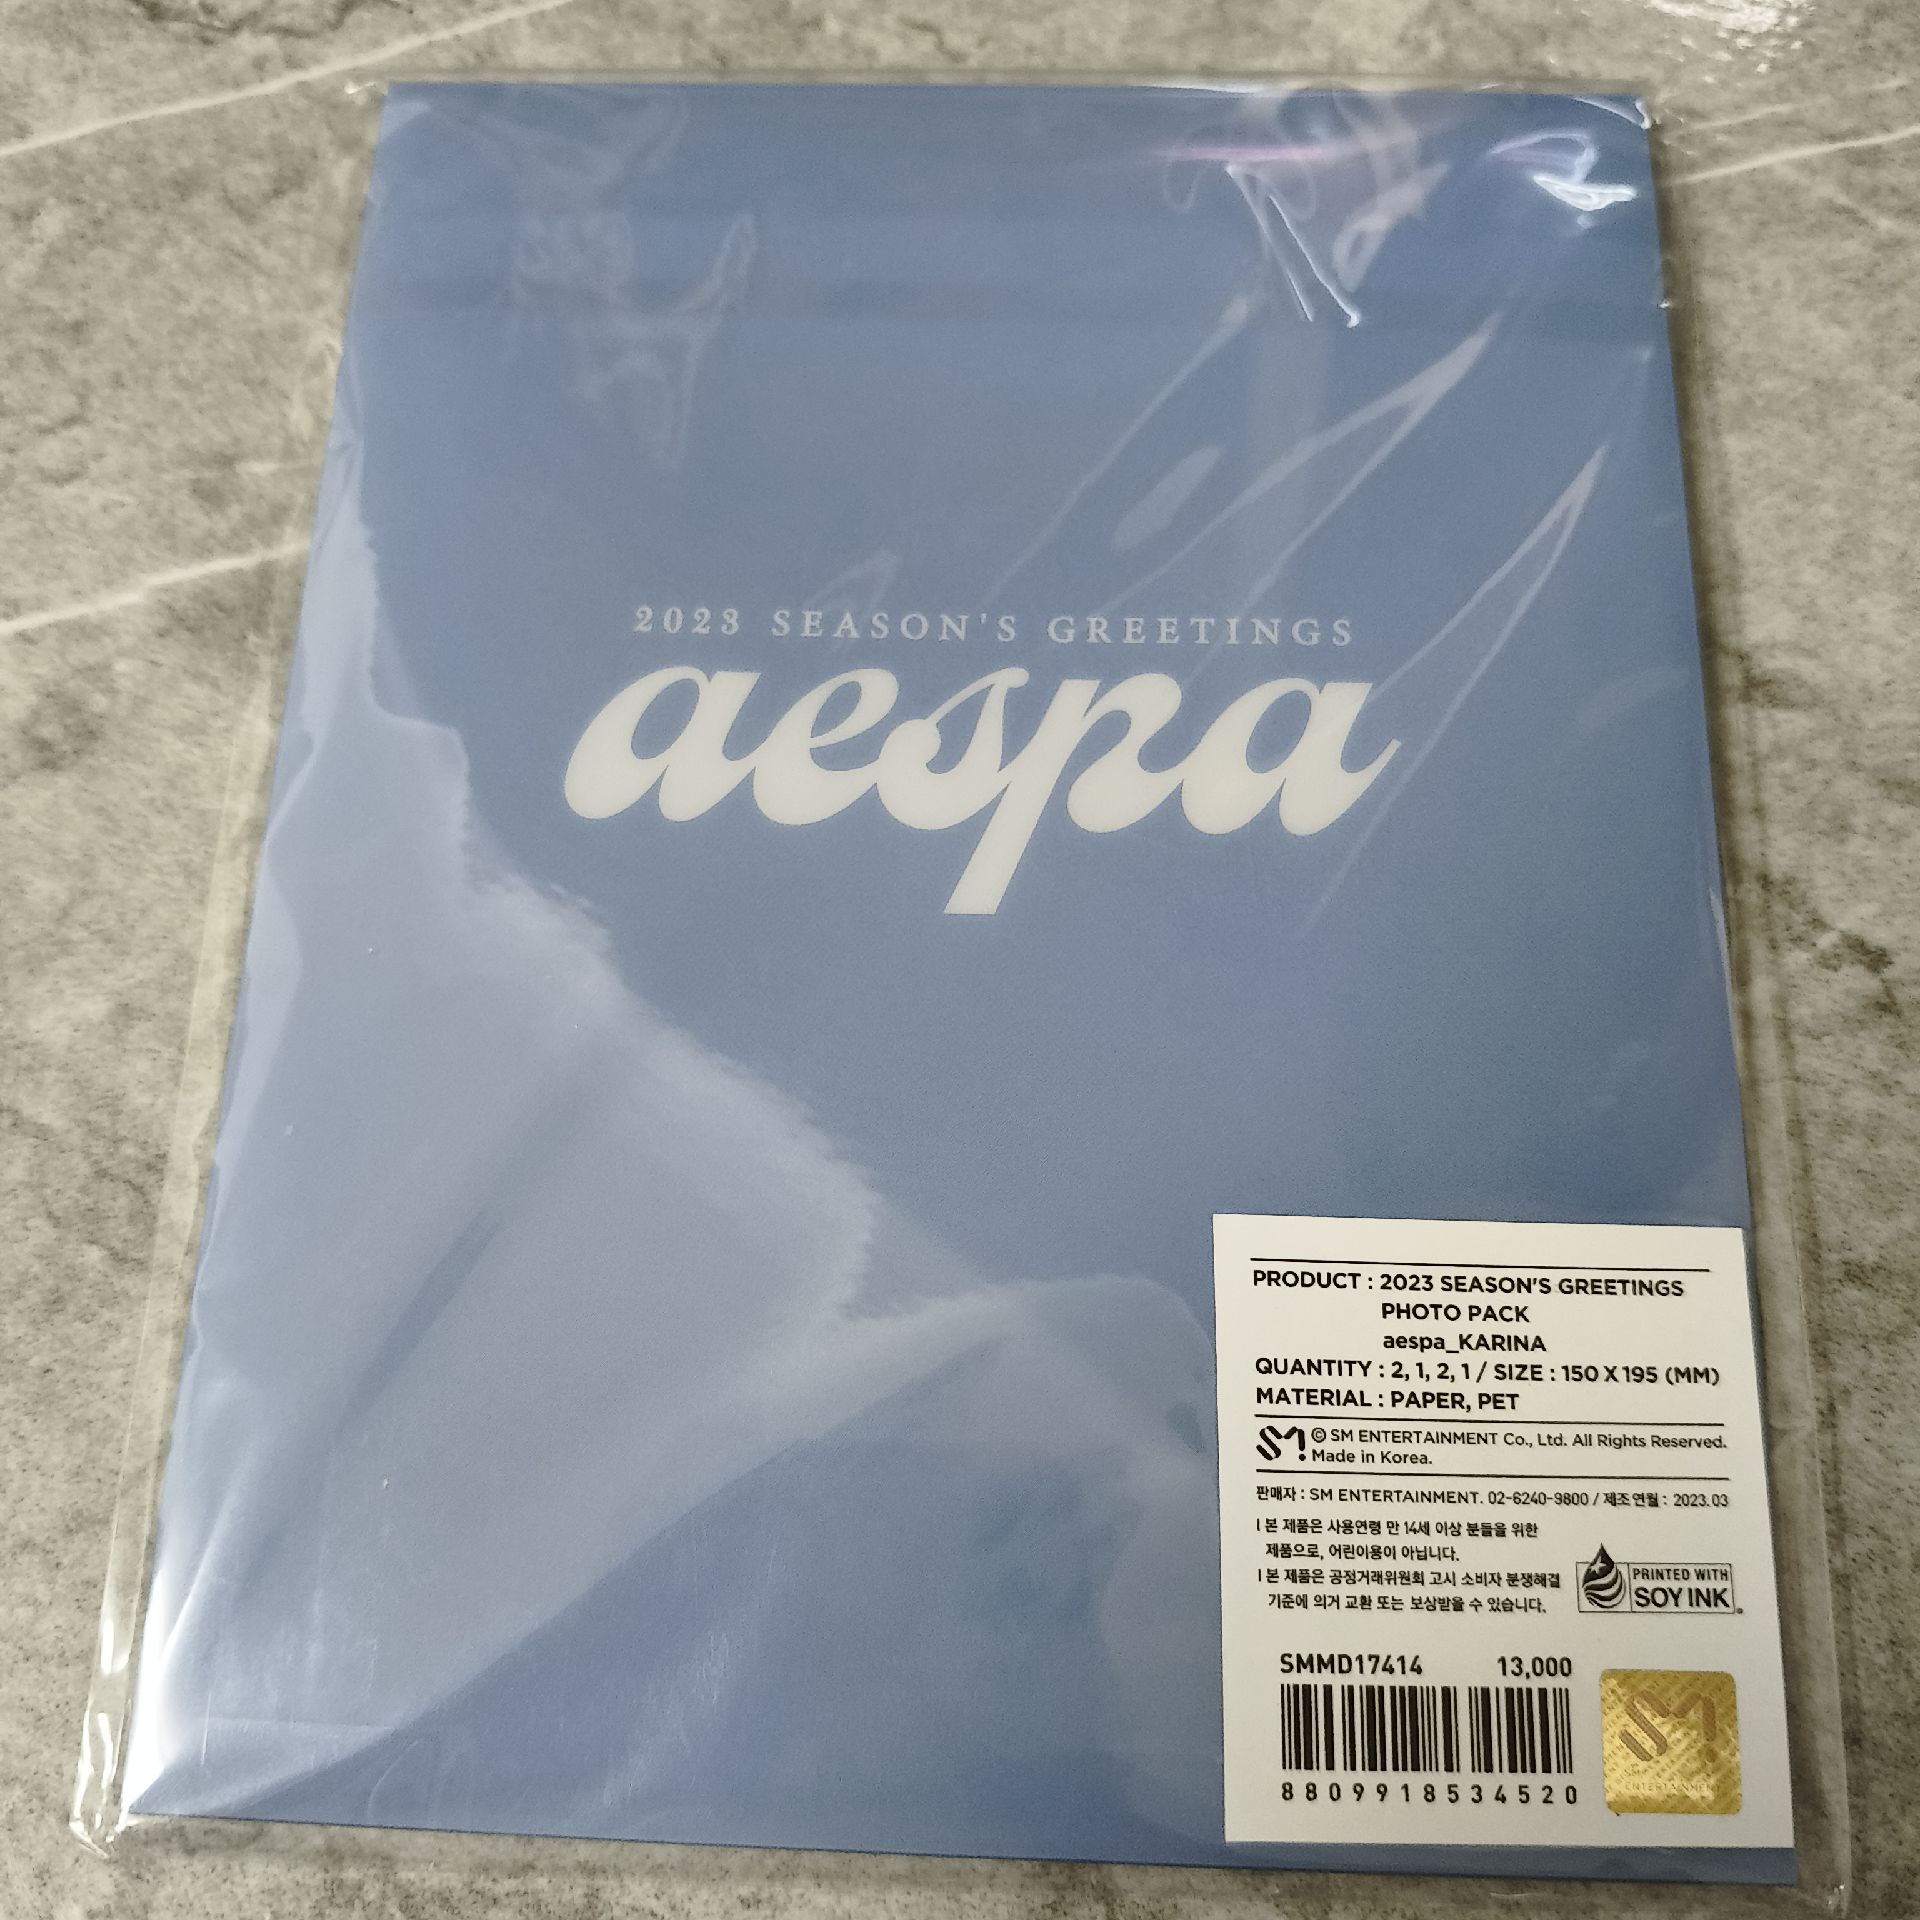 2023 SEASON'S GREETINGS
aespa
PRODUCT : 2023 SEASON'S GREETINGS
PHOTO PACK
aespa_KARINA
QUANTITY : 2, 1, 2, 1 / SIZE : 150 X 195 (MM)
MATERIAL : PAPER, PET
SM © SM ENTERTAINMENT Co., Ltd. All Rights Reserved.
Made in Korea.
판매자 : SM ENTERTAINMENT. 02-6240-9800 / 제조연월 : 2023.03
I 본 제품은 사용연령 만 14세 이상 분들을 위한
제품으로, 어린이용이 아닙니다.
I 본 제품은 공정거래위원회 고시 소비자 분쟁해결
기준에 의거 교환 또는 보상받을 수 있습니다.
PRINTED WITH
SOY INK
SMMD17414 13,000
8809918534520
SM
SM
ENTERTAINMENT